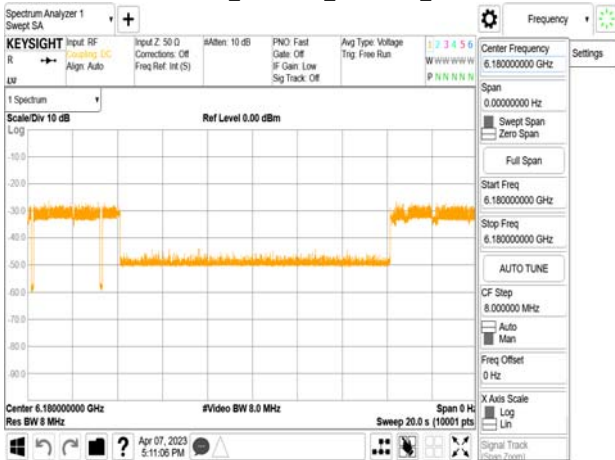 Spectrum Analyzer 1
Swept SA
Frequency
KEYSIGHT
R
Input: RF
Coupling: DC
Align: Auto
Input Z: 50 Ω
Corrections: Off
Freq Ref: Int (S)
#Atten: 10 dB
PNO: Fast
Gate: Off
IF Gain: Low
Sig Track: Off
Avg Type: Voltage
Trig: Free Run
1 2 3 4 5 6
W W W W W W
P N N N N N
Center Frequency
6.180000000 GHz
Settings
Span
0.00000000 Hz
Swept Span
Zero Span
Full Span
Start Freq
6.180000000 GHz
Stop Freq
6.180000000 GHz
AUTO TUNE
CF Step
8.000000 MHz
Auto
Man
Freq Offset
0 Hz
X Axis Scale
Log
Lin
Signal Track
(Span Zoom)
1 Spectrum
Scale/Div 10 dB
Ref Level 0.00 dBm
Log
-10.0
-20.0
-30.0
-40.0
-50.0
-60.0
-70.0
-80.0
-90.0
Center 6.180000000 GHz
#Video BW 8.0 MHz
Span 0 Hz
Res BW 8 MHz
Sweep 20.0 s (10001 pts
Apr 07, 2023
5:11:06 PM